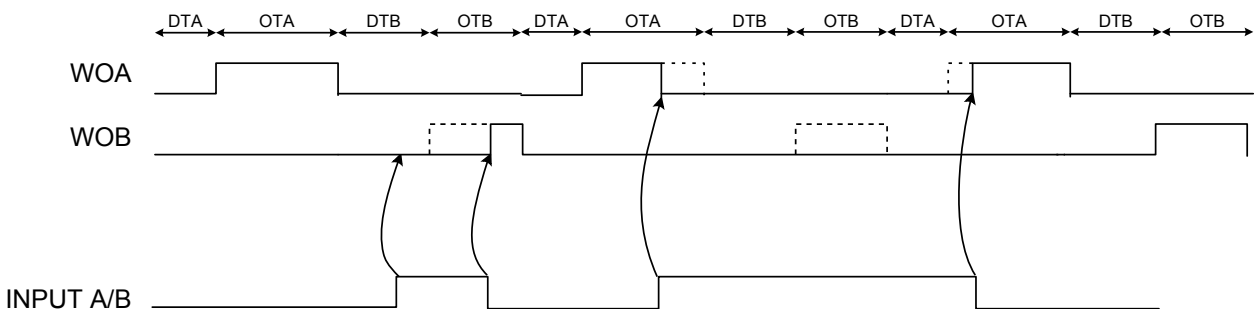 DTA OTA DTB OTB DTA OTA DTB OTB DTA OTA DTB OTB
WOA
WOB
INPUT A/B